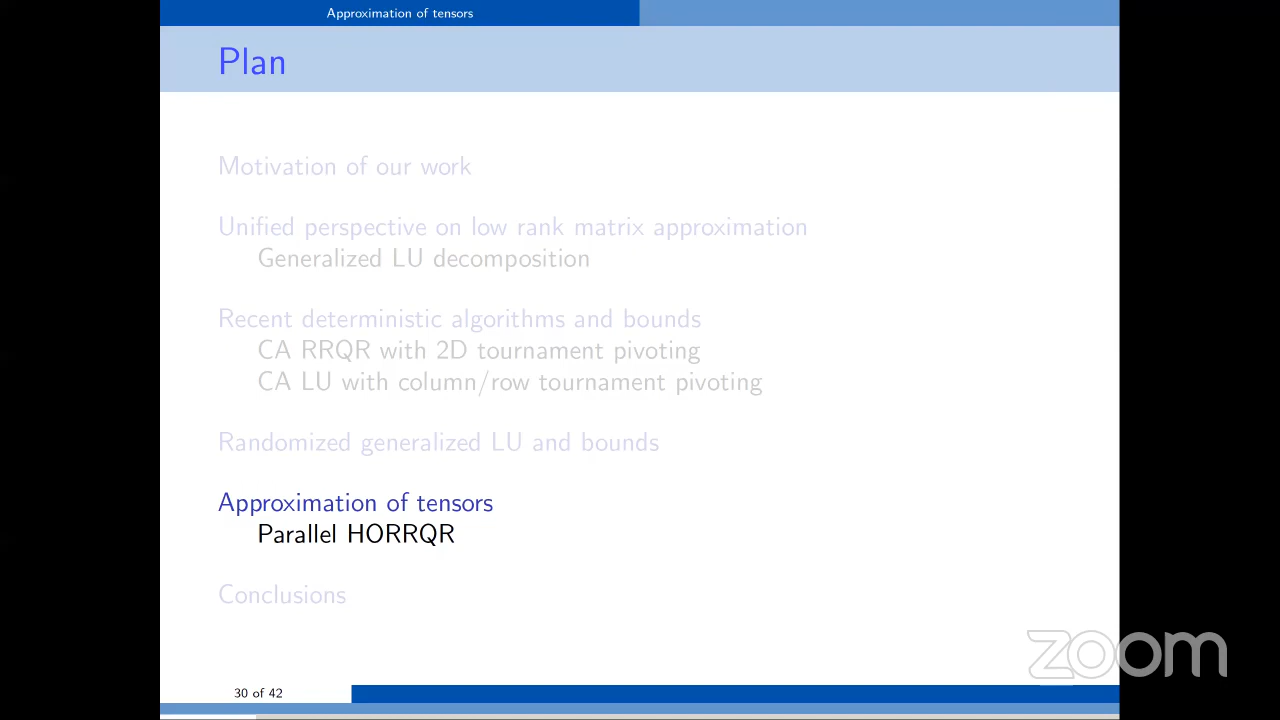 Approximation of tensors
Plan
Motivation of our work
Unified perspective on low rank matrix approximation
Generalized LU decomposition
Recent deterministic algorithms and bounds
CA RRQR with 2D tournament pivoting
CA LU with column/row tournament pivoting
Randomized generalized LU and bounds
Approximation of tensors
Parallel HORRQR
Conclusions
zoom
30 of 42